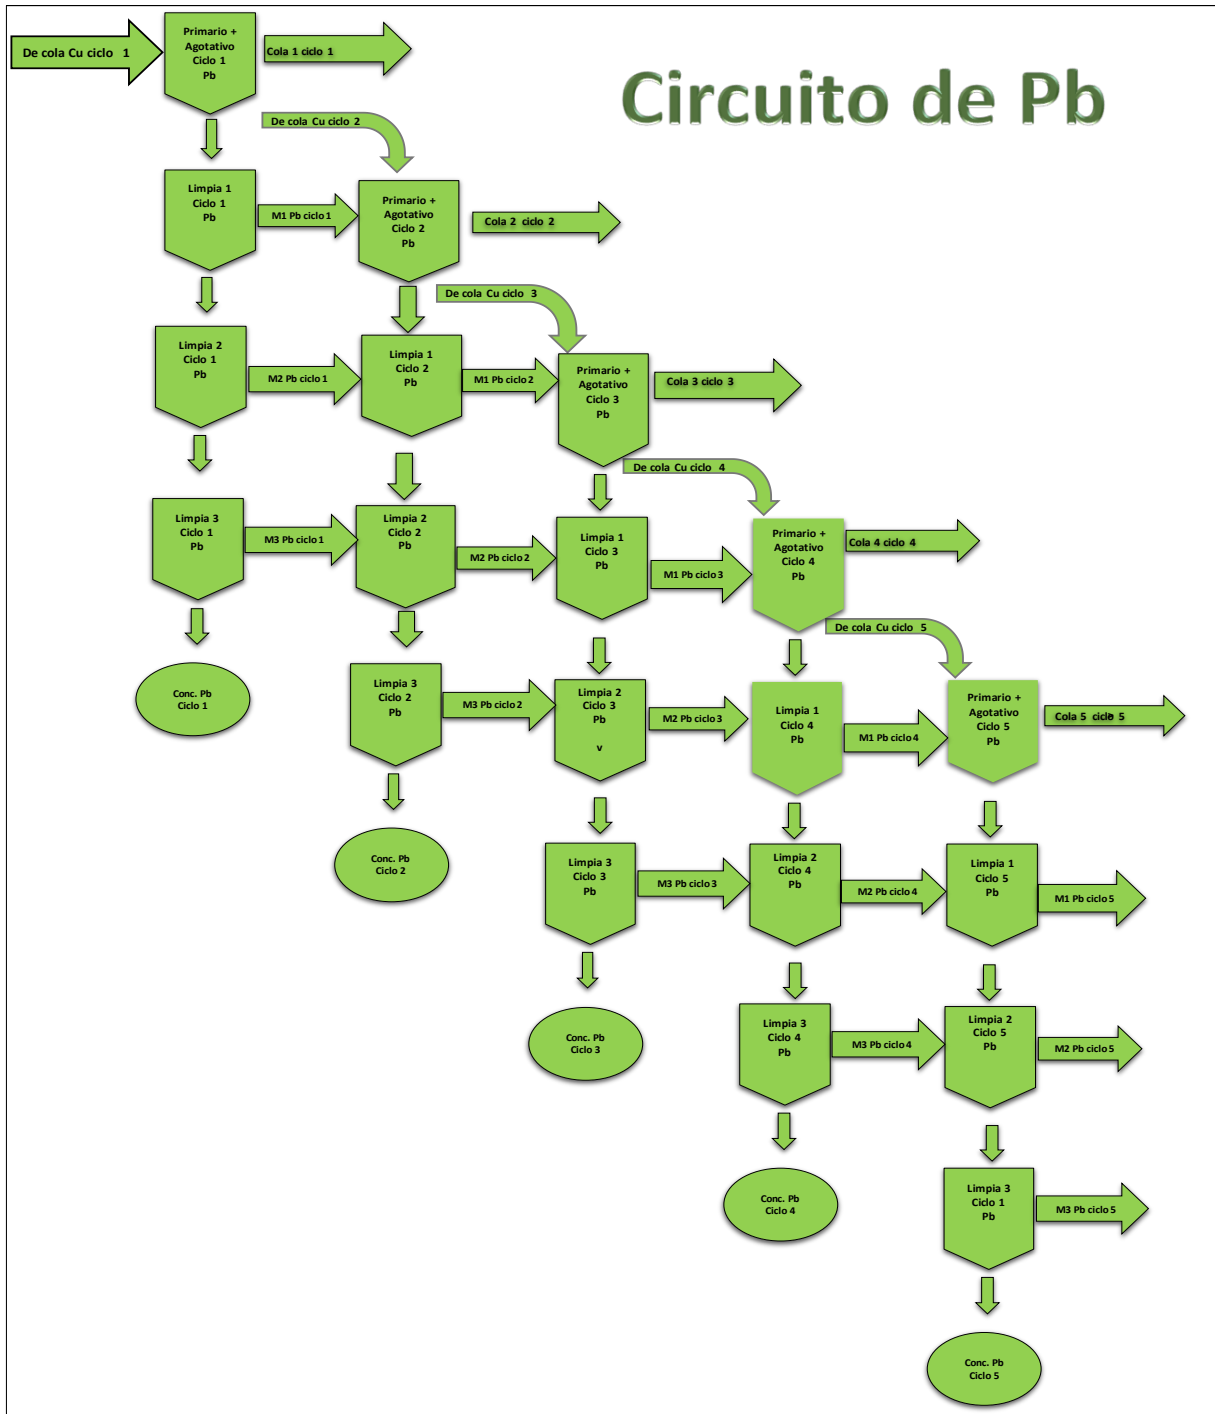 Circuito de Pb
De cola Cu ciclo 1
Primario +
Agotativo
Ciclo 1
Pb
Cola 1 ciclo 1
De cola Cu ciclo 2
Limpia 1
Ciclo 1
Pb
M1 Pb ciclo 1
Primario +
Agotativo
Ciclo 2
Pb
Cola 2 ciclo 2
De cola Cu ciclo 3
Limpia 2
Ciclo 1
Pb
M2 Pb ciclo 1
Limpia 1
Ciclo 2
Pb
M1 Pb ciclo 2
Primario +
Agotativo
Ciclo 3
Pb
Cola 3 ciclo 3
De cola Cu ciclo 4
Limpia 3
Ciclo 1
Pb
M3 Pb ciclo 1
Limpia 2
Ciclo 2
Pb
M2 Pb ciclo 2
Limpia 1
Ciclo 3
Pb
M1 Pb ciclo 3
Primario +
Agotativo
Ciclo 4
Pb
Cola 4 ciclo 4
De cola Cu ciclo 5
Conc. Pb
Ciclo 1
Limpia 3
Ciclo 2
Pb
M3 Pb ciclo 2
Limpia 2
Ciclo 3
Pb
v
M2 Pb ciclo 3
Limpia 1
Ciclo 4
Pb
M1 Pb ciclo 4
Primario +
Agotativo
Ciclo 5
Pb
Cola 5 ciclo 5
Conc. Pb
Ciclo 2
Limpia 3
Ciclo 3
Pb
M3 Pb ciclo 3
Limpia 2
Ciclo 4
Pb
M2 Pb ciclo 4
Limpia 1
Ciclo 5
Pb
M1 Pb ciclo 5
Conc. Pb
Ciclo 3
Limpia 3
Ciclo 4
Pb
M3 Pb ciclo 4
Limpia 2
Ciclo 5
Pb
M2 Pb ciclo 5
Conc. Pb
Ciclo 4
Limpia 3
Ciclo 1
Pb
M3 Pb ciclo 5
Conc. Pb
Ciclo 5